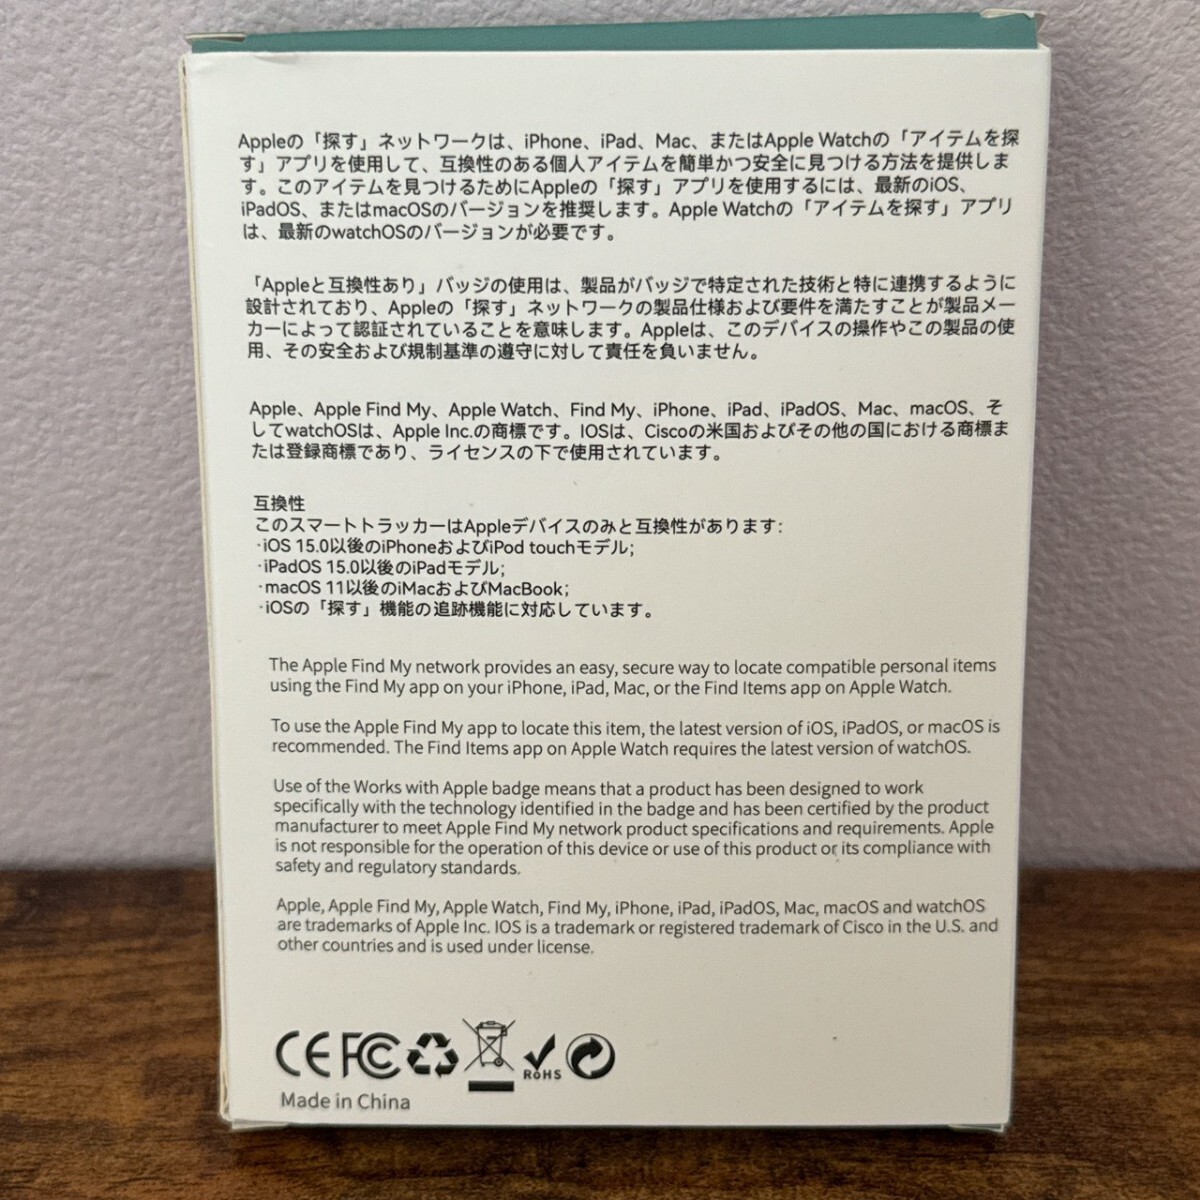 Appleの「探す」ネットワークは、iPhone、iPad、Mac、またはApple Watchの「アイテムを探
す」アプリを使用して、互換性のある個人アイテムを簡単かつ安全に見つける方法を提供しま
す。このアイテムを見つけるためにAppleの「探す」アプリを使用するには、最新のiOS、
iPadOS、またはmacOSのバージョンを推奨します。Apple Watchの「アイテムを探す」アプリ
は、最新のwatchOSのバージョンが必要です。
「Appleと互換性あり」バッジの使用は、製品がバッジで特定された技術と特に連携するように
設計されており、Appleの「探す」ネットワークの製品仕様および要件を満たすことが製品メー
カーによって認証されていることを意味します。Appleは、このデバイスの操作やこの製品の使
用、その安全および規制基準の遵守に対して責任を負いません。
Apple、Apple Find My、Apple Watch、Find My、iPhone、iPad、iPadOS、Mac、macOS、そ
してwatchOSは、Apple Inc.の商標です。IOSは、Ciscoの米国およびその他の国における商標ま
たは登録商標であり、ライセンスの下で使用されています。
互換性
このスマートトラッカーはAppleデバイスのみと互換性があります:
·iOS 15.0以後のiPhoneおよびiPod touchモデル;
·iPadOS 15.0以後のiPadモデル;
·macOS 11以後のiMacおよびMacBook;
·iOSの「探す」機能の追跡機能に対応しています。
The Apple Find My network provides an easy, secure way to locate compatible personal items
using the Find My app on your iPhone, iPad, Mac, or the Find Items app on Apple Watch.
To use the Apple Find My app to locate this item, the latest version of iOS, iPadOS, or macOS is
recommended. The Find Items app on Apple Watch requires the latest version of watchOS.
Use of the Works with Apple badge means that a product has been designed to work
specifically with the technology identified in the badge and has been certified by the product
manufacturer to meet Apple Find My network product specifications and requirements. Apple
is not responsible for the operation of this device or use of this product or its compliance with
safety and regulatory standards.
Apple, Apple Find My, Apple Watch, Find My, iPhone, iPad, iPadOS, Mac, macOS and watchOS
are trademarks of Apple Inc. IOS is a trademark or registered trademark of Cisco in the U.S. and
other countries and is used under license.
CE FC RoHS
Made in China